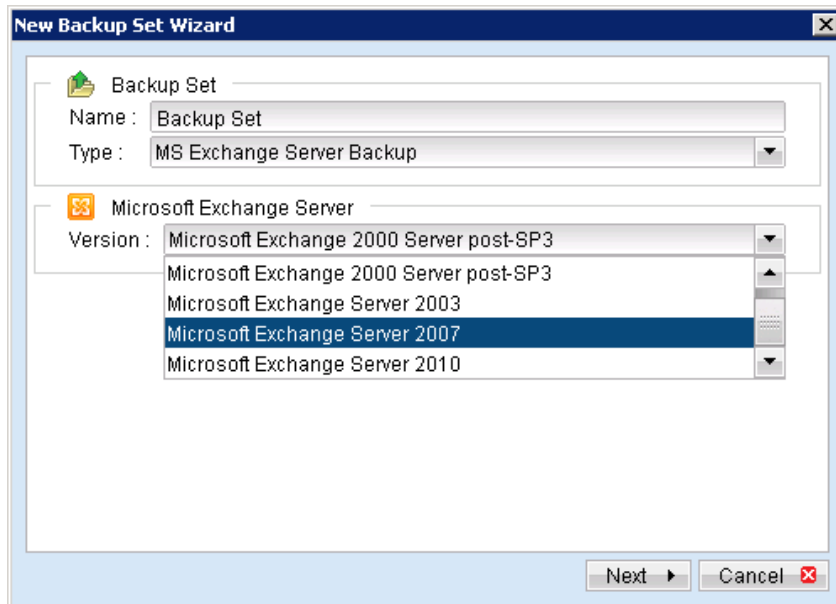 New Backup Set Wizard
Backup Set
Name : Backup Set
Type : MS Exchange Server Backup
Microsoft Exchange Server
Version : Microsoft Exchange 2000 Server post-SP3
Microsoft Exchange 2000 Server post-SP3
Microsoft Exchange Server 2003
Microsoft Exchange Server 2007
Microsoft Exchange Server 2010
Next Cancel